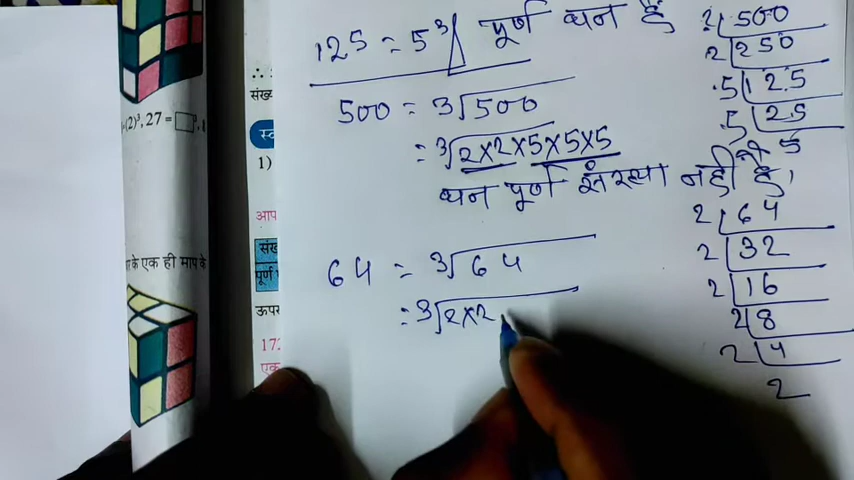 125 = 5³ पूर्ण घन है
500 = 3√500
= 3√2×2×5×5×5
घन पूर्ण संख्या नहीं है।
64 = 3√64
= 3√2×2
2 500
2 250
5 125
5 25
5
2 64
2 32
2 16
2 8
2 4
2
(2)³, 27 =
के एक ही माप के
संख्
1)
आप
संख
पूर्ण
ऊपर
172
एक